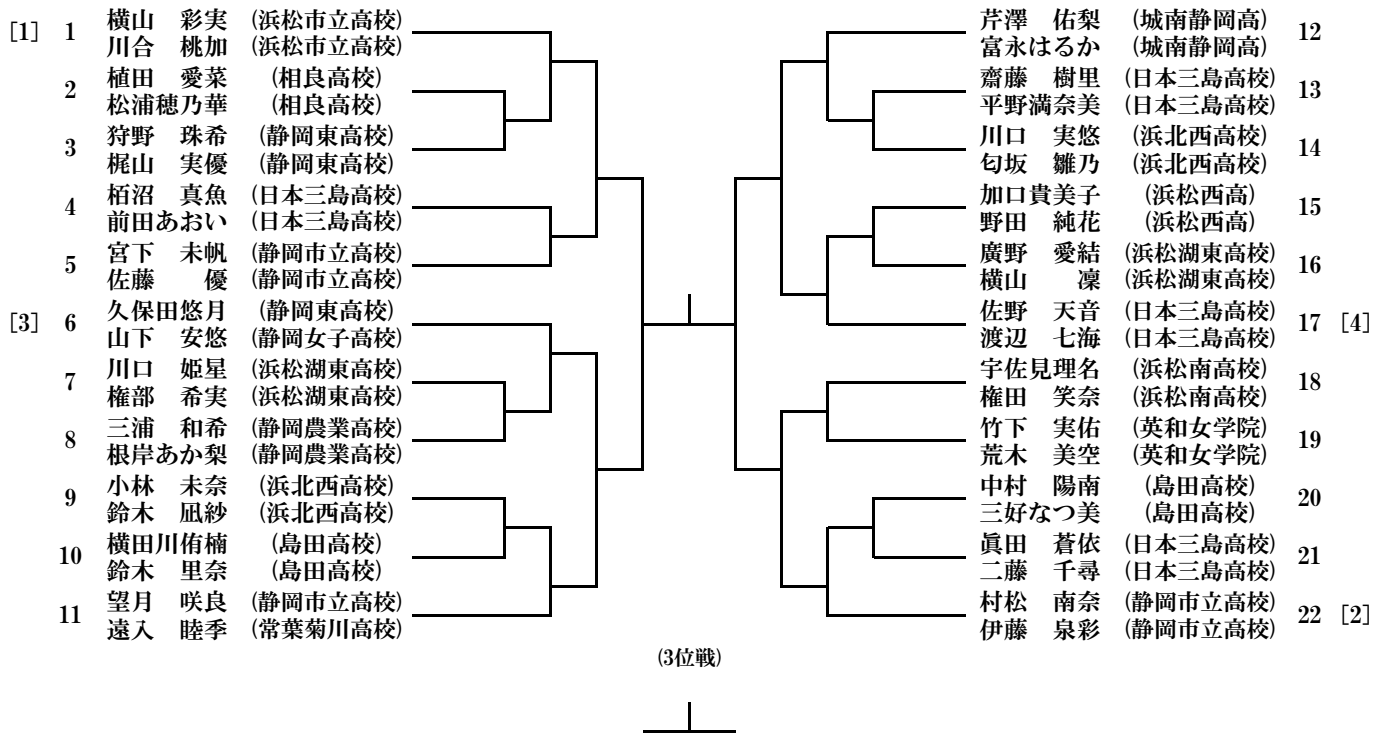 [1] 1 横山　彩実 (浜松市立高校)
川合　桃加 (浜松市立高校)
2 植田　愛菜 (相良高校)
松浦穂乃華 (相良高校)
3 狩野　珠希 (静岡東高校)
梶山　実優 (静岡東高校)
4 栢沼　真魚 (日本三島高校)
前田あおい (日本三島高校)
5 宮下　未帆 (静岡市立高校)
佐藤　　優 (静岡市立高校)
[3] 6 久保田悠月 (静岡東高校)
山下　安悠 (静岡女子高校)
7 川口　姫星 (浜松湖東高校)
権部　希実 (浜松湖東高校)
8 三浦　和希 (静岡農業高校)
根岸あか梨 (静岡農業高校)
9 小林　未奈 (浜北西高校)
鈴木　凪紗 (浜北西高校)
10 横田川侑楠 (島田高校)
鈴木　里奈 (島田高校)
11 望月　咲良 (静岡市立高校)
遠入　睦季 (常葉菊川高校)
芹澤　佑梨 (城南静岡高) 12
富永はるか (城南静岡高)
齋藤　樹里 (日本三島高校) 13
平野満奈美 (日本三島高校)
川口　実悠 (浜北西高校) 14
匂坂　雛乃 (浜北西高校)
加口貴美子 (浜松西高) 15
野田　純花 (浜松西高)
廣野　愛結 (浜松湖東高校) 16
横山　　凜 (浜松湖東高校)
佐野　天音 (日本三島高校) 17 [4]
渡辺　七海 (日本三島高校)
宇佐見理名 (浜松南高校) 18
権田　笑奈 (浜松南高校)
竹下　実佑 (英和女学院) 19
荒木　美空 (英和女学院)
中村　陽南 (島田高校) 20
三好なつ美 (島田高校)
眞田　蒼依 (日本三島高校) 21
二藤　千尋 (日本三島高校)
村松　南奈 (静岡市立高校) 22 [2]
伊藤　泉彩 (静岡市立高校)
(3位戦)